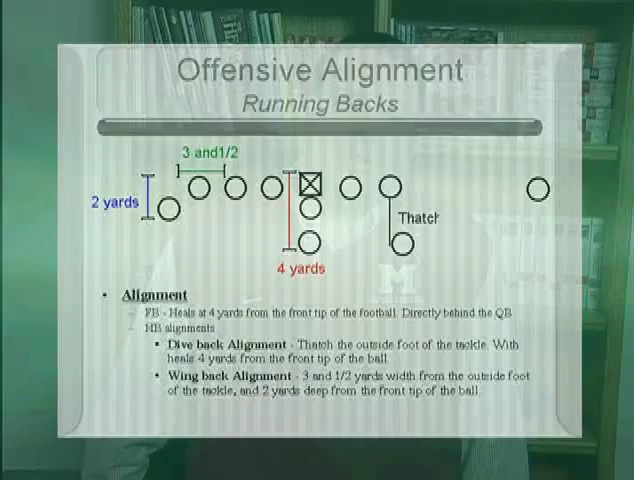 Offensive Alignment
Running Backs
3 and1/2
2 yards
Thatch
4 yards
• Alignment
– FB - Heals at 4 yards from the front tip of the football. Directly behind the QB
– HB alignments
• Dive back Alignment - Thatch the outside foot of the tackle. With
heals 4 yards from the front tip of the ball
• Wing back Alignment - 3 and 1/2 yards width from the outside foot
of the tackle, and 2 yards deep from the front tip of the ball.
M